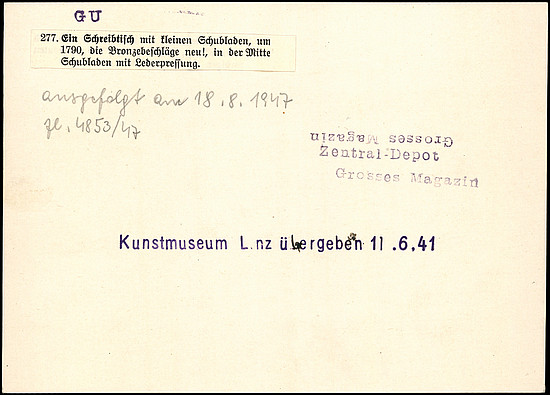 GU
277. Ein Schreibtisch mit kleinen Schubladen, um
1790, die Bronzebeschläge neu!, in der Mitte
Schubladen mit Lederpressung.
ausgefolgt am 18.8.1947
zl. 4853/47
Grosses Magazin
Zentral-Depot
Grosses Magazin
Kunstmuseum L.nz übergeben 11.6.41